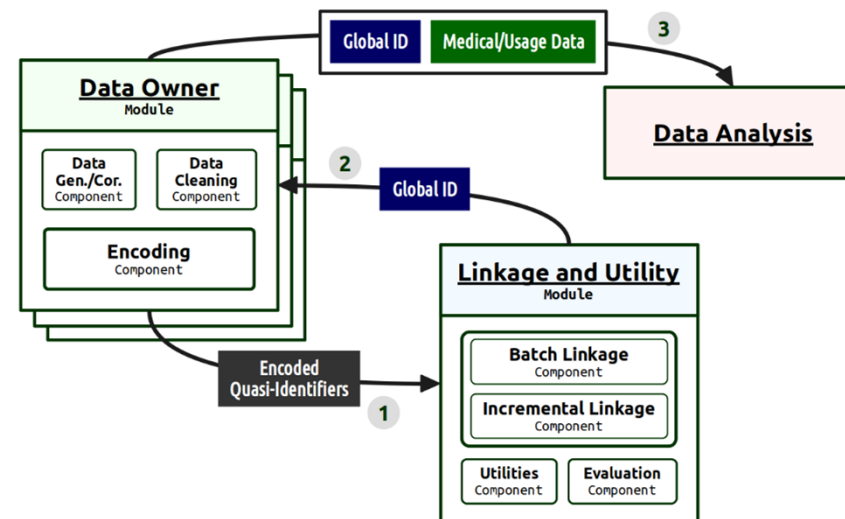 Global ID
Medical/Usage Data
3
Data Owner
Module
Data Analysis
Data
Gen./Cor.
Component
Data
Cleaning
Component
2
Global ID
Encoding
Component
Linkage and Utility
Module
Encoded
Quasi-Identifiers
1
Batch Linkage
Component
Incremental Linkage
Component
Utilities
Component
Evaluation
Component